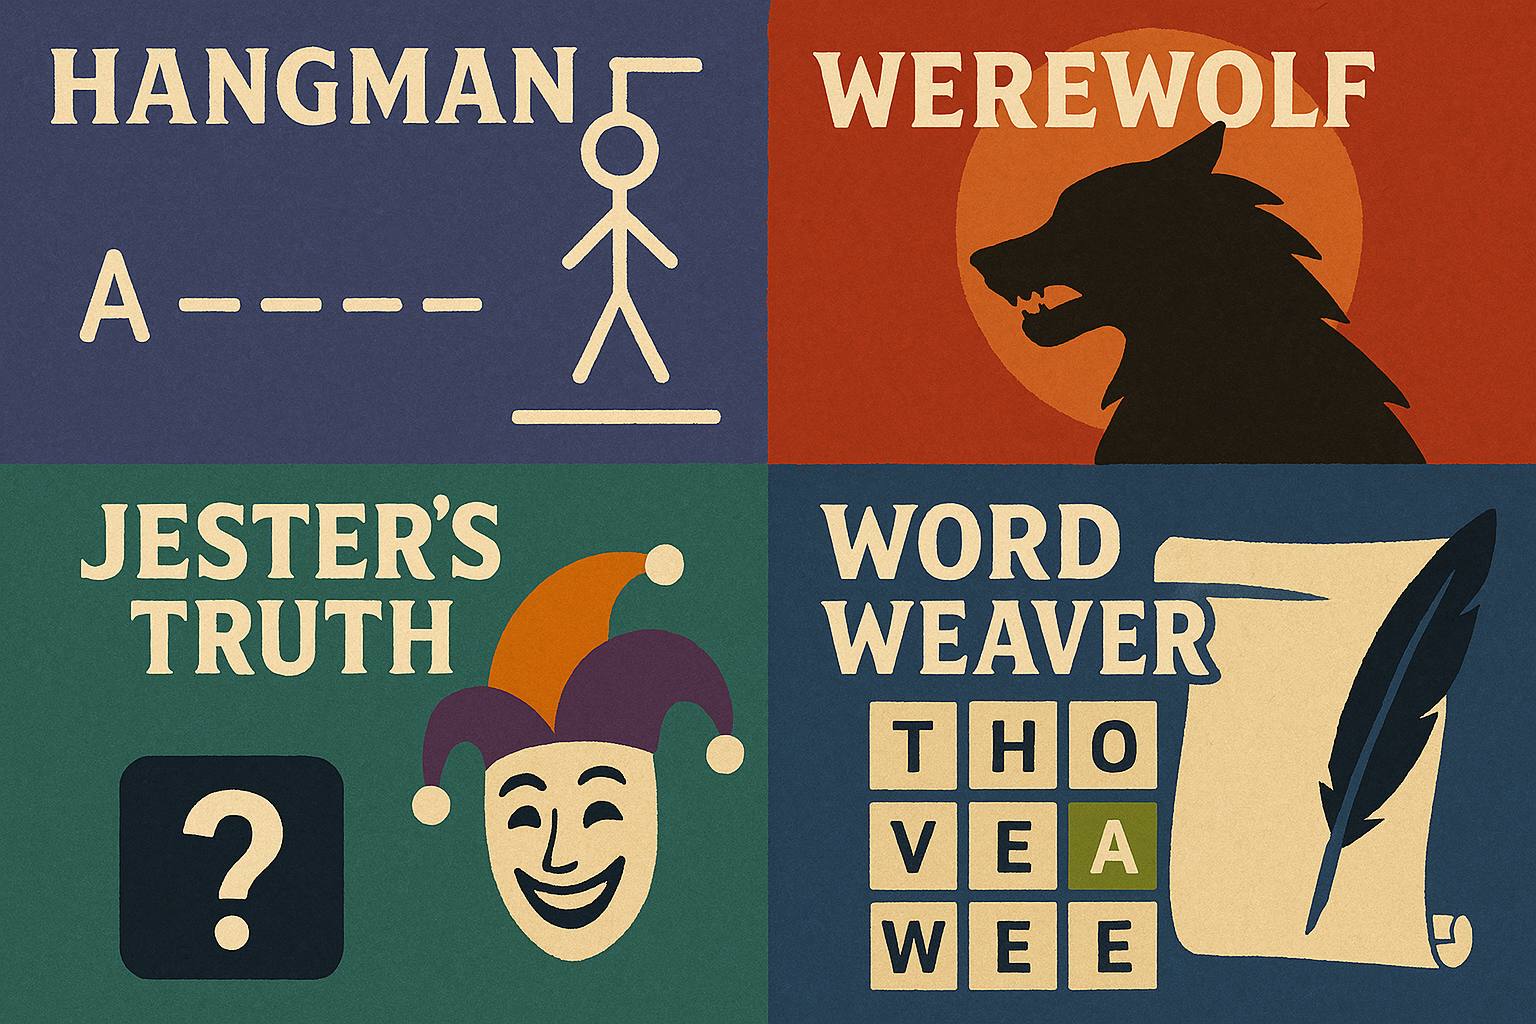 HANGMAN
A _ _ _ _
WEREWOLF
JESTER'S
TRUTH
?
WORD
WEAVER
T H O
V E A
W E E